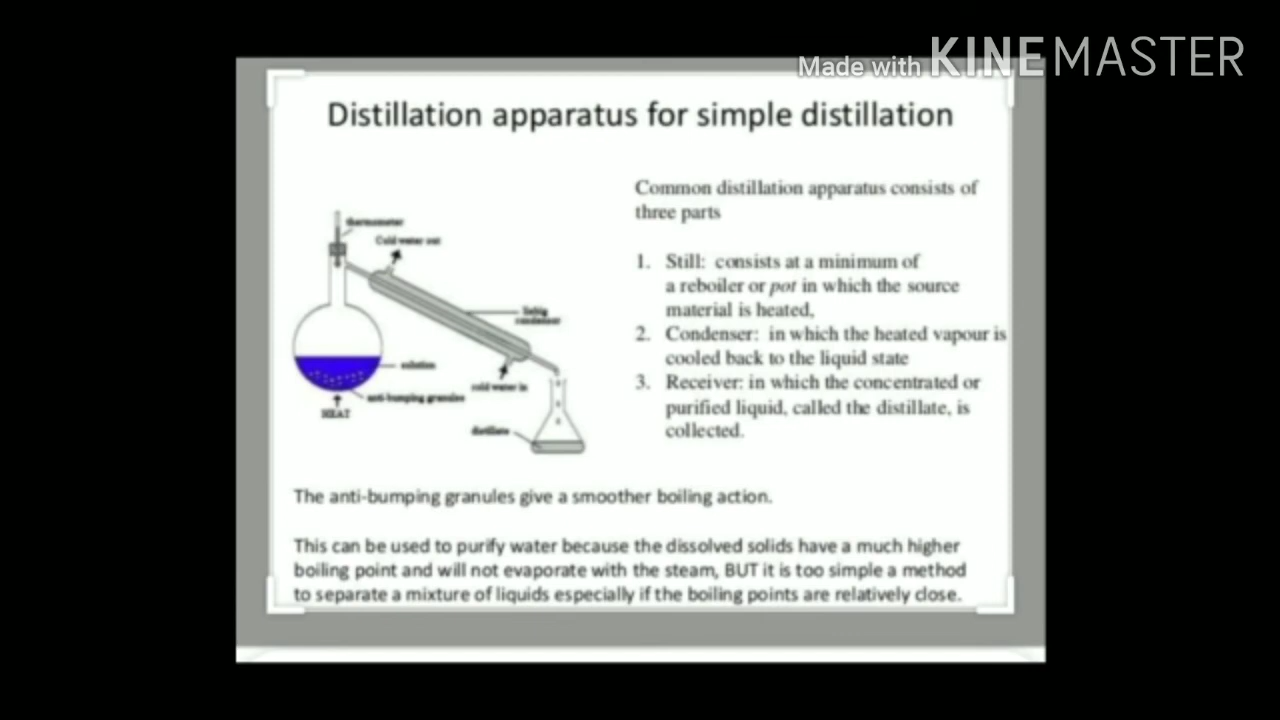 Made with KINEMASTER
Distillation apparatus for simple distillation
Common distillation apparatus consists of
three parts
1. Still: consists at a minimum of
a reboiler or pot in which the source
material is heated,
2. Condenser: in which the heated vapour is
cooled back to the liquid state
3. Receiver: in which the concentrated or
purified liquid, called the distillate, is
collected.
thermometer
Cold water out
liebig
condenser
solution
cold water in
anti-bumping granules
HEAT
distillate
The anti-bumping granules give a smoother boiling action.
This can be used to purify water because the dissolved solids have a much higher
boiling point and will not evaporate with the steam, BUT it is too simple a method
to separate a mixture of liquids especially if the boiling points are relatively close.